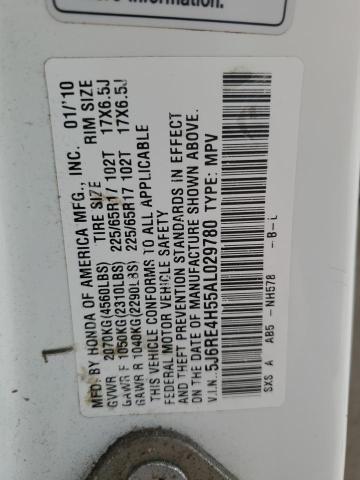 more information.
MFD. BY HONDA OF AMERICA MFG., INC. 01/'10
GVWR 2070KG(4560LBS) TIRE SIZE RIM SIZE
GAWR F 1050KG(2310LBS) 225/65R17 102T 17X6.5J
GAWR R 1040KG(2290LBS) 225/65R17 102T 17X6.5J
THIS VEHICLE CONFORMS TO ALL APPLICABLE
FEDERAL MOTOR VEHICLE SAFETY
AND THEFT PREVENTION STANDARDS IN EFFECT
ON THE DATE OF MANUFACTURE SHOWN ABOVE.
V.I.N. 5J6RE4H55AL029780 TYPE: MPV
SXS A AB5 -NH578 -B-L